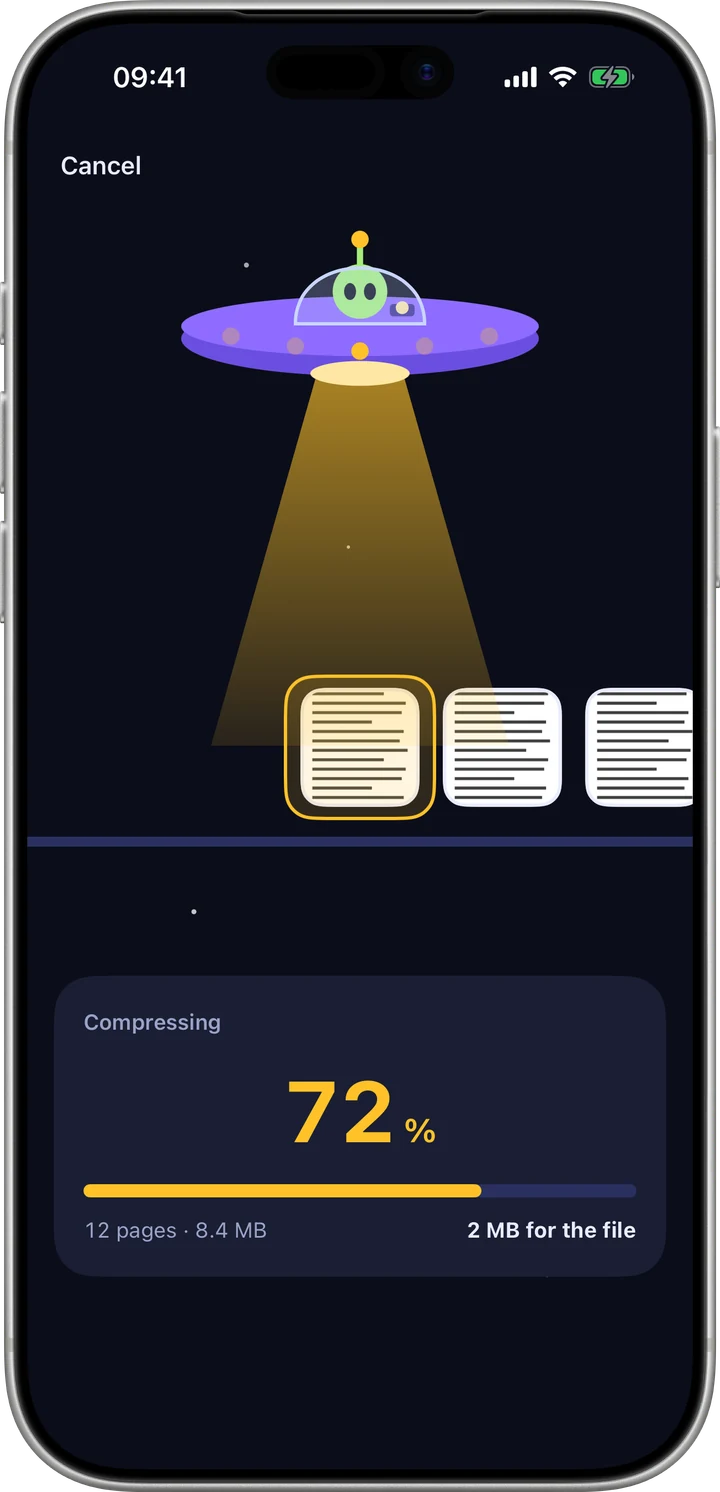 09:41
Cancel
Compressing
72 %
12 pages · 8.4 MB
2 MB for the file